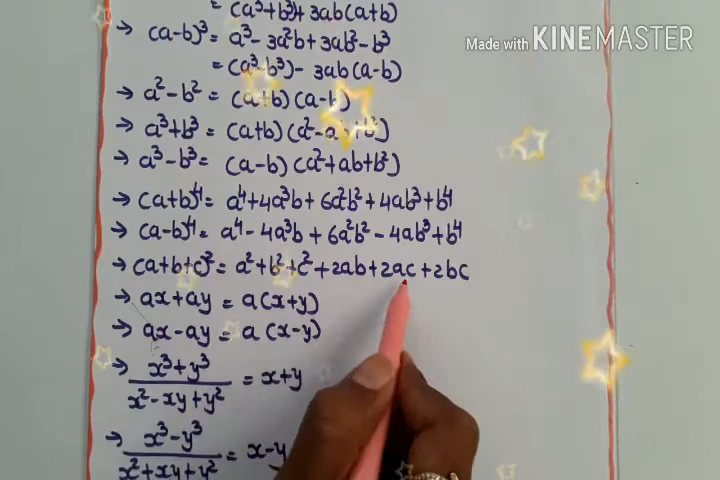 = (a³+b³)+3ab(a+b)
→ (a-b)³ = a³-3a²b+3ab²-b³
= (a³-b³)-3ab(a-b)
Made with KINEMASTER
→ a²-b² = (a+b)(a-b)
→ a³+b³ = (a+b)(a²-ab+b²)
→ a³-b³ = (a-b)(a²+ab+b²)
→ (a+b)⁴ = a⁴+4a³b+6a²b²+4ab³+b⁴
→ (a-b)⁴ = a⁴-4a³b+6a²b²-4ab³+b⁴
→ (a+b+c)² = a²+b²+c²+2ab+2ac+2bc
→ ax+ay = a(x+y)
→ ax-ay = a(x-y)
→ x³+y³
x²-xy+y² = x+y
→ x³-y³
x²+xy+y² = x-y